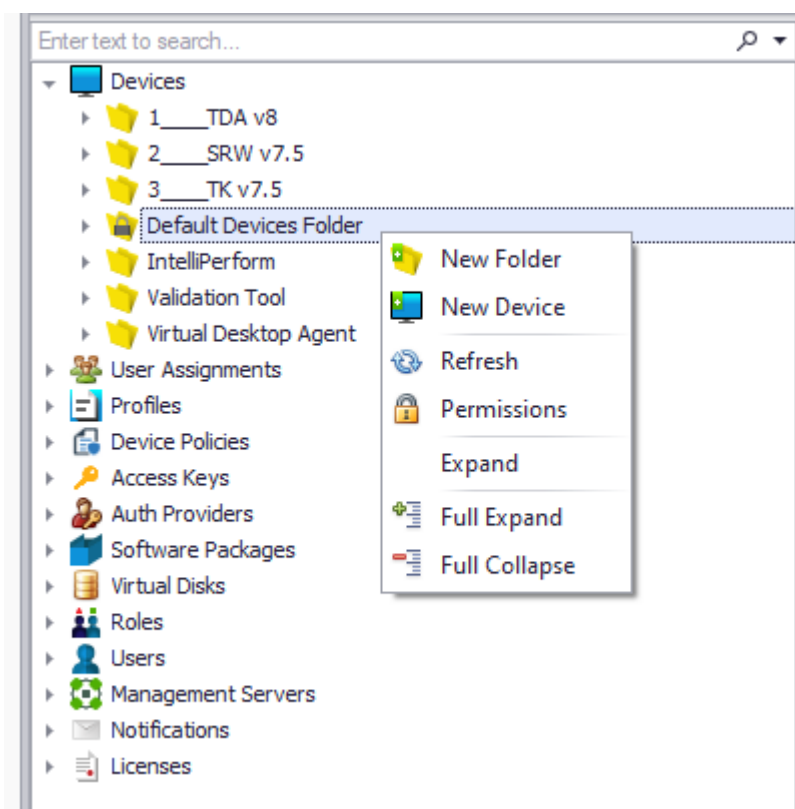 Enter text to search...
Devices
1____TDA v8
2____SRW v7.5
3____TK v7.5
Default Devices Folder
IntelliPerform
Validation Tool
Virtual Desktop Agent
User Assignments
Profiles
Device Policies
Access Keys
Auth Providers
Software Packages
Virtual Disks
Roles
Users
Management Servers
Notifications
Licenses
New Folder
New Device
Refresh
Permissions
Expand
Full Expand
Full Collapse